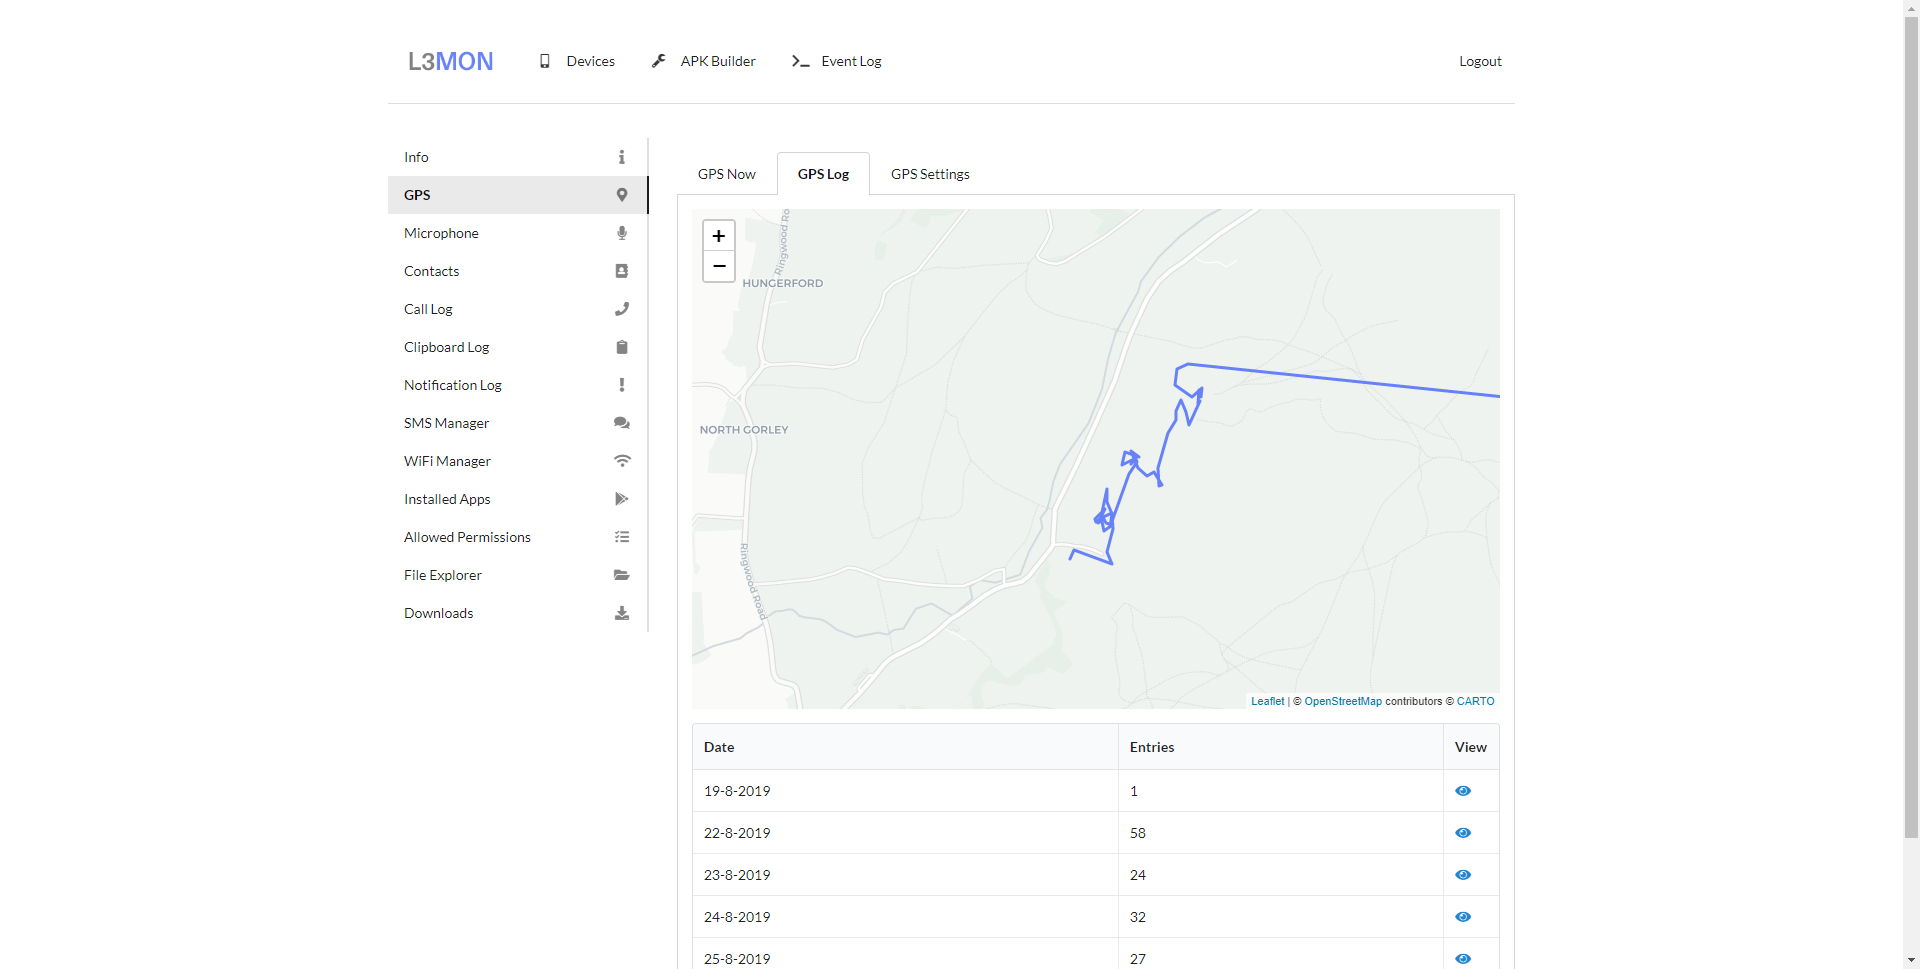 L3MON
Devices
APK Builder
Event Log
Logout
Info
GPS
Microphone
Contacts
Call Log
Clipboard Log
Notification Log
SMS Manager
WiFi Manager
Installed Apps
Allowed Permissions
File Explorer
Downloads
GPS Now
GPS Log
GPS Settings
+
−
Ringwood Ro
HUNGERFORD
NORTH GORLEY
Ringwood Road
Leaflet | © OpenStreetMap contributors © CARTO
Date Entries View
19-8-2019 1
22-8-2019 58
23-8-2019 24
24-8-2019 32
25-8-2019 27